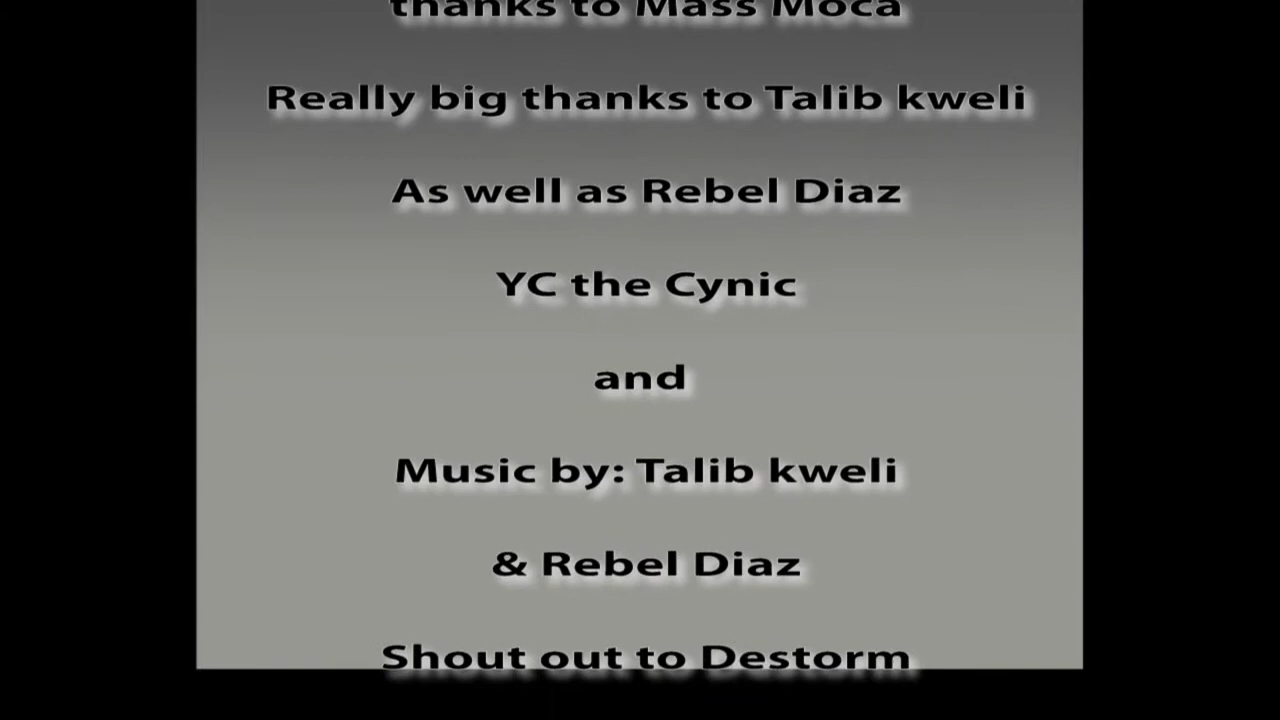 thanks to Mass Moca
Really big thanks to Talib kweli
As well as Rebel Diaz
YC the Cynic
and
Music by: Talib kweli
& Rebel Diaz
Shout out to Destorm